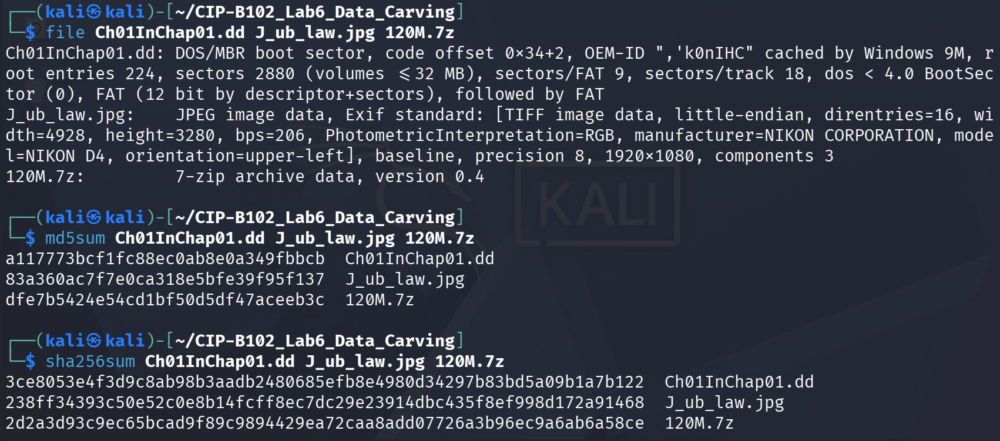 ┌──(kali㉿kali)-[~/CIP-B102_Lab6_Data_Carving]
└─$ file Ch01InChap01.dd J_ub_law.jpg 120M.7z
Ch01InChap01.dd: DOS/MBR boot sector, code offset 0×34+2, OEM-ID ",'k0nIHC" cached by Windows 9M, r
oot entries 224, sectors 2880 (volumes ⩽32 MB), sectors/FAT 9, sectors/track 18, dos < 4.0 BootSec
tor (0), FAT (12 bit by descriptor+sectors), followed by FAT
J_ub_law.jpg:    JPEG image data, Exif standard: [TIFF image data, little-endian, direntries=16, wi
dth=4928, height=3280, bps=206, PhotometricInterpretation=RGB, manufacturer=NIKON CORPORATION, mode
l=NIKON D4, orientation=upper-left], baseline, precision 8, 1920×1080, components 3
120M.7z:         7-zip archive data, version 0.4
KALI
┌──(kali㉿kali)-[~/CIP-B102_Lab6_Data_Carving]
└─$ md5sum Ch01InChap01.dd J_ub_law.jpg 120M.7z
a117773bcf1fc88ec0ab8e0a349fbbcb  Ch01InChap01.dd
83a360ac7f7e0ca318e5bfe39f95f137  J_ub_law.jpg
dfe7b5424e54cd1bf50d5df47aceeb3c  120M.7z
┌──(kali㉿kali)-[~/CIP-B102_Lab6_Data_Carving]
└─$ sha256sum Ch01InChap01.dd J_ub_law.jpg 120M.7z
3ce8053e4f3d9c8ab98b3aadb2480685efb8e4980d34297b83bd5a09b1a7b122  Ch01InChap01.dd
238ff34393c50e52c0e8b14fcff8ec7dc29e23914dbc435f8ef998d172a91468  J_ub_law.jpg
2d2a3d93c9ec65bcad9f89c9894429ea72caa8add07726a3b96ec9a6ab6a58ce  120M.7z